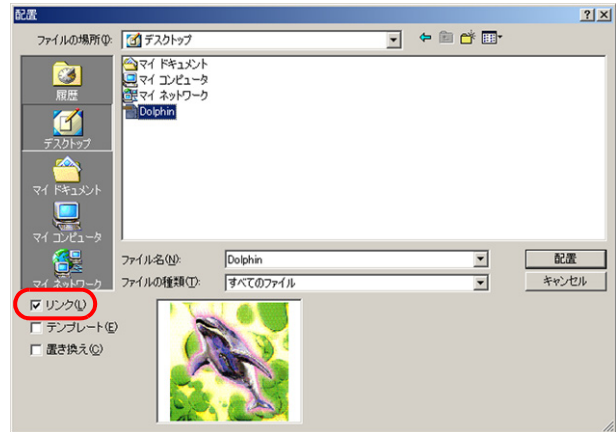 配置
ファイルの場所(I):
デスクトップ
履歴
デスクトップ
マイ ドキュメント
マイ コンピュータ
マイ ネットワーク
マイ ドキュメント
マイ コンピュータ
マイ ネットワーク
Dolphin
ファイル名(N):
Dolphin
配置
ファイルの種類(T):
すべてのファイル
キャンセル
リンク(L)
テンプレート(E)
置き換え(C)